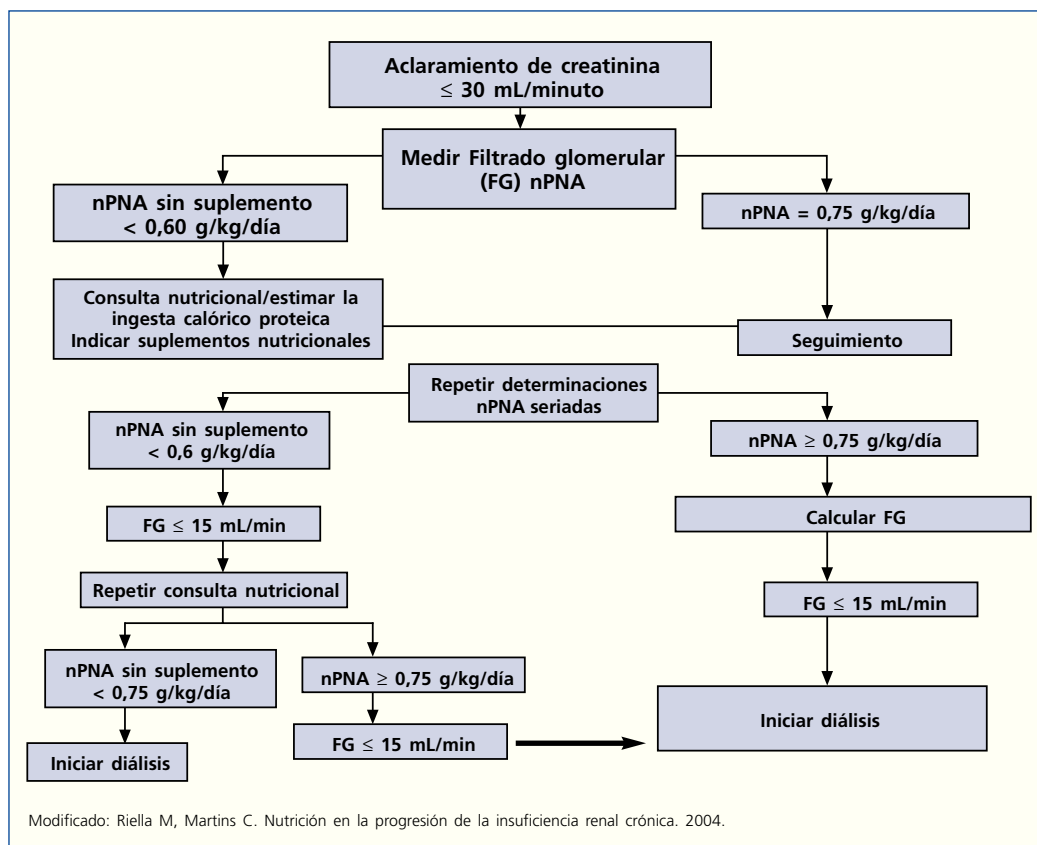 Aclaramiento de creatinina
≤ 30 mL/minuto
Medir Filtrado glomerular
(FG) nPNA
nPNA sin suplemento
< 0,60 g/kg/día
nPNA = 0,75 g/kg/día
Consulta nutricional/estimar la
ingesta calórico proteica
Indicar suplementos nutricionales
Seguimiento
Repetir determinaciones
nPNA seriadas
nPNA sin suplemento
< 0,6 g/kg/día
nPNA ≥ 0,75 g/kg/día
FG ≤ 15 mL/min
Calcular FG
Repetir consulta nutricional
FG ≤ 15 mL/min
nPNA sin suplemento
< 0,75 g/kg/día
nPNA ≥ 0,75 g/kg/día
Iniciar diálisis
FG ≤ 15 mL/min
Iniciar diálisis
Modificado: Riella M, Martins C. Nutrición en la progresión de la insuficiencia renal crónica. 2004.